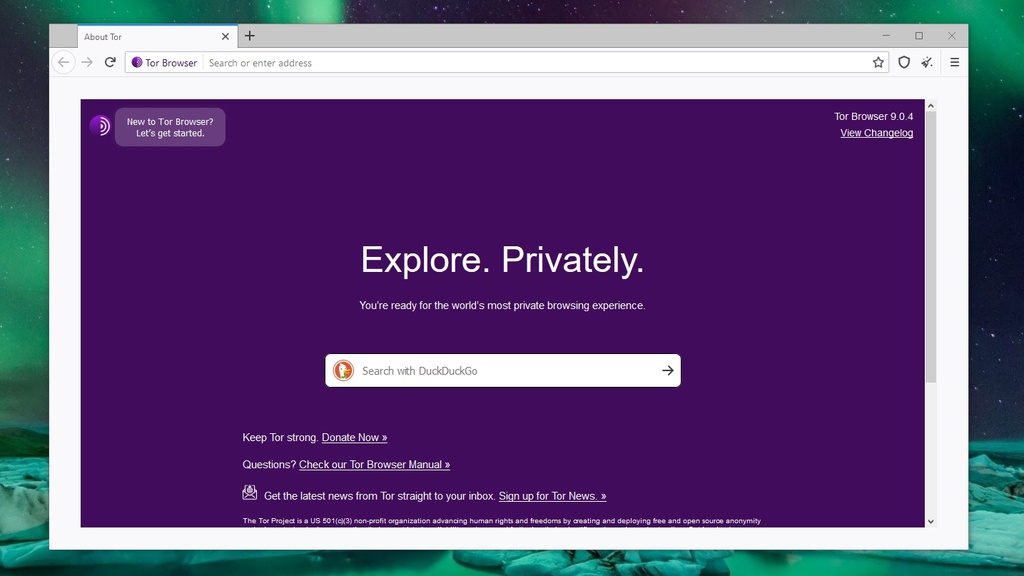 About Tor
Tor Browser Search or enter address
New to Tor Browser?
Let's get started.
Tor Browser 9.0.4
View Changelog
Explore. Privately.
You're ready for the world's most private browsing experience.
Search with DuckDuckGo
Keep Tor strong. Donate Now »
Questions? Check our Tor Browser Manual »
Get the latest news from Tor straight to your inbox. Sign up for Tor News. »
The Tor Project is a US 501(c)(3) non-profit organization advancing human rights and freedoms by creating and deploying free and open source anonymity